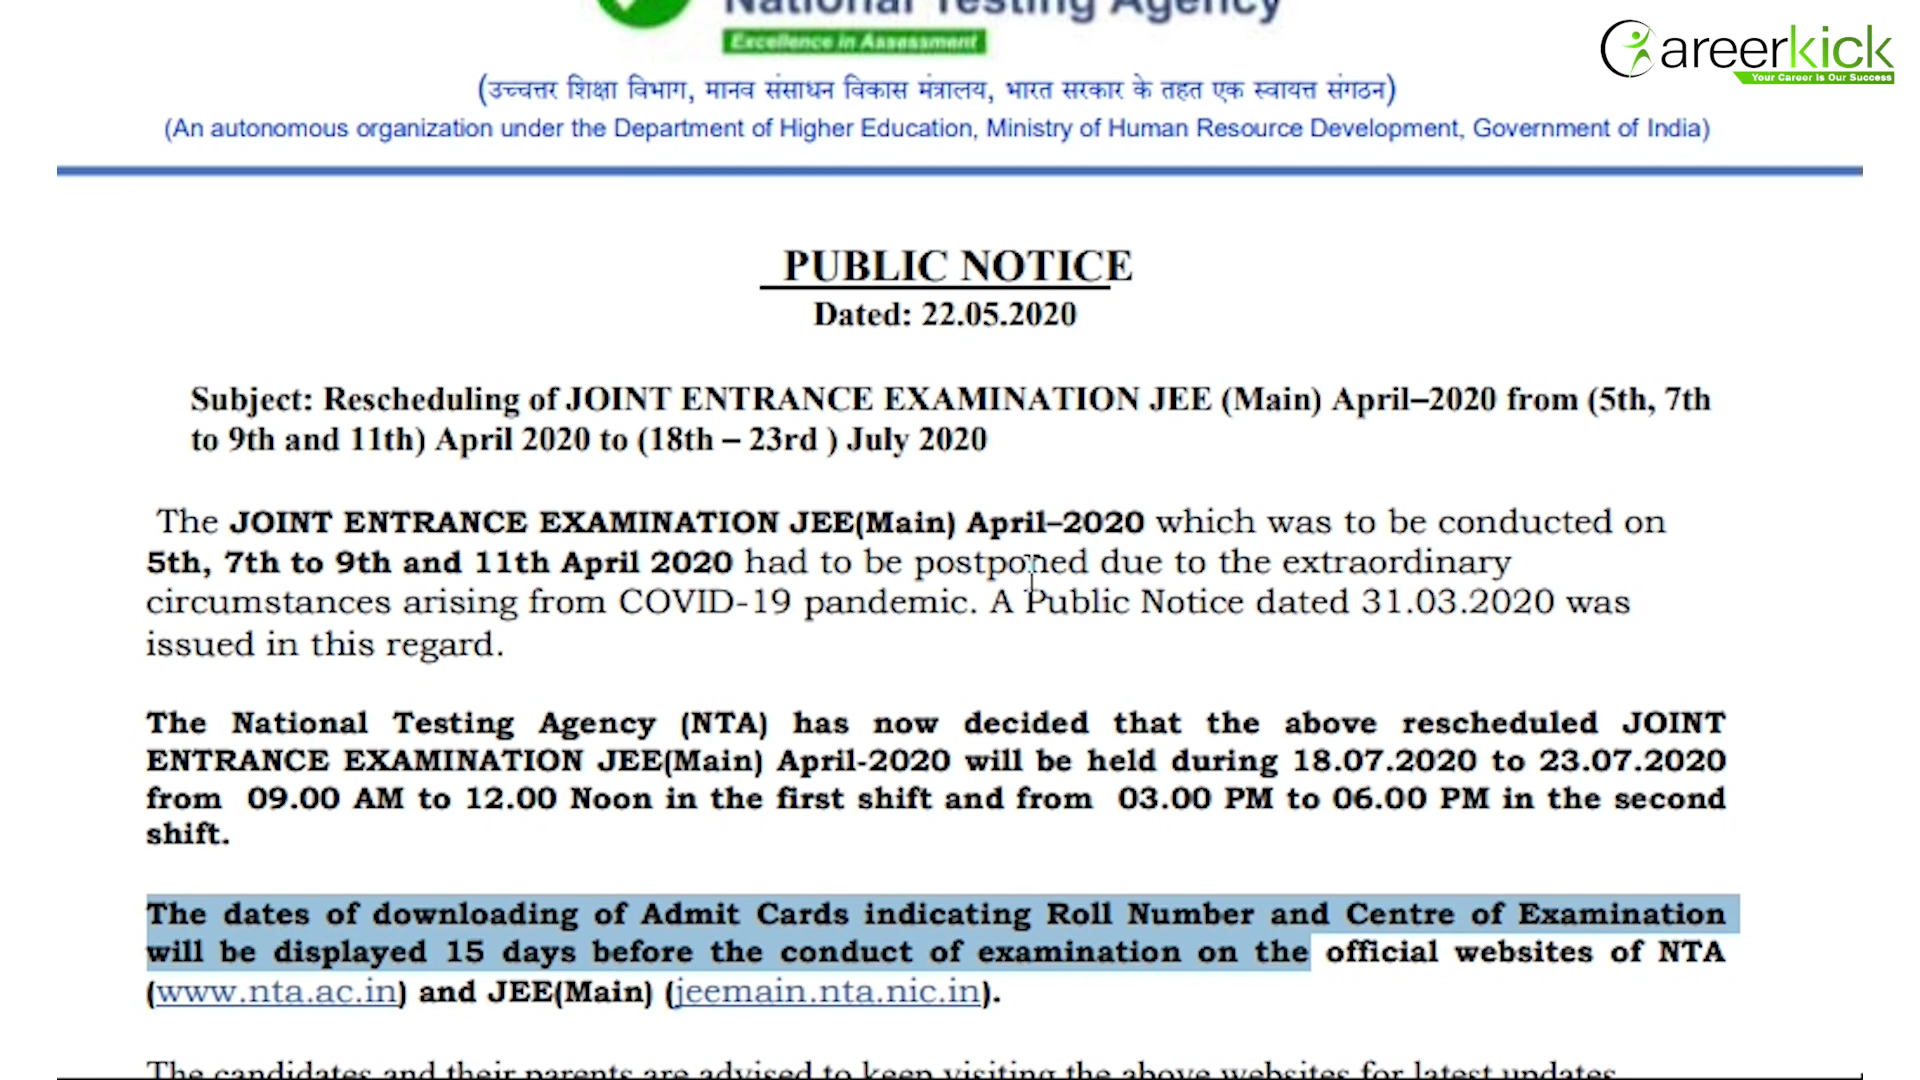 National Testing Agency
Excellence in Assessment
Careerkick
Your Career Is Our Success
(उच्चत्तर शिक्षा विभाग, मानव संसाधन विकास मंत्रालय, भारत सरकार के तहत एक स्वायत्त संगठन)
(An autonomous organization under the Department of Higher Education, Ministry of Human Resource Development, Government of India)
PUBLIC NOTICE
Dated: 22.05.2020
Subject: Rescheduling of JOINT ENTRANCE EXAMINATION JEE (Main) April–2020 from (5th, 7th
to 9th and 11th) April 2020 to (18th – 23rd ) July 2020
The JOINT ENTRANCE EXAMINATION JEE(Main) April–2020 which was to be conducted on
5th, 7th to 9th and 11th April 2020 had to be postponed due to the extraordinary
circumstances arising from COVID-19 pandemic. A Public Notice dated 31.03.2020 was
issued in this regard.
The National Testing Agency (NTA) has now decided that the above rescheduled JOINT
ENTRANCE EXAMINATION JEE(Main) April-2020 will be held during 18.07.2020 to 23.07.2020
from 09.00 AM to 12.00 Noon in the first shift and from 03.00 PM to 06.00 PM in the second
shift.
The dates of downloading of Admit Cards indicating Roll Number and Centre of Examination
will be displayed 15 days before the conduct of examination on the official websites of NTA
(www.nta.ac.in) and JEE(Main) (jeemain.nta.nic.in).
The candidates and their parents are advised to keep visiting the above websites for latest updates